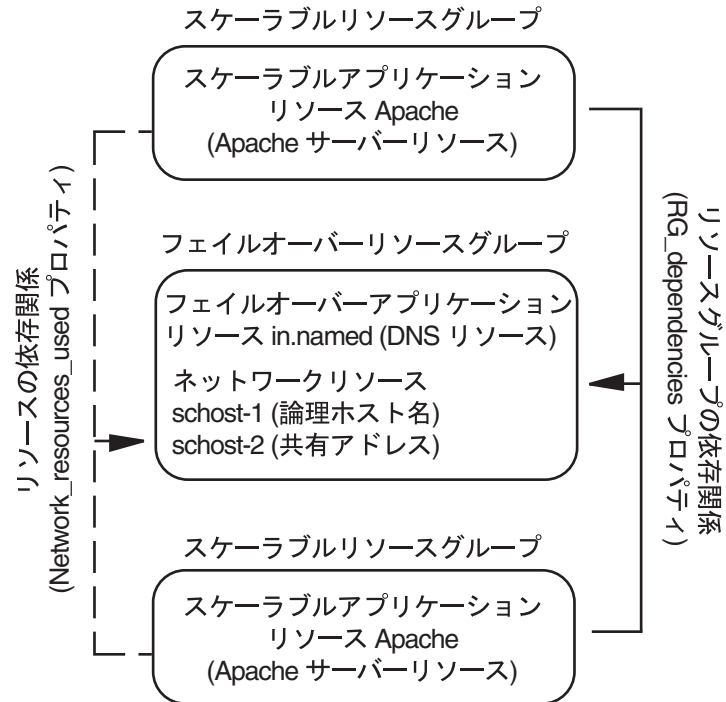 スケーラブルリソースグループ
スケーラブルアプリケーション
リソース Apache
(Apache サーバーリソース)
リソースの依存関係
(Network_resources_used プロパティ)
フェイルオーバーリソースグループ
フェイルオーバーアプリケーション
リソース in.named (DNS リソース)
ネットワークリソース
schost-1 (論理ホスト名)
schost-2 (共有アドレス)
リソースグループの依存関係
(RG_dependencies プロパティ)
スケーラブルリソースグループ
スケーラブルアプリケーション
リソース Apache
(Apache サーバーリソース)